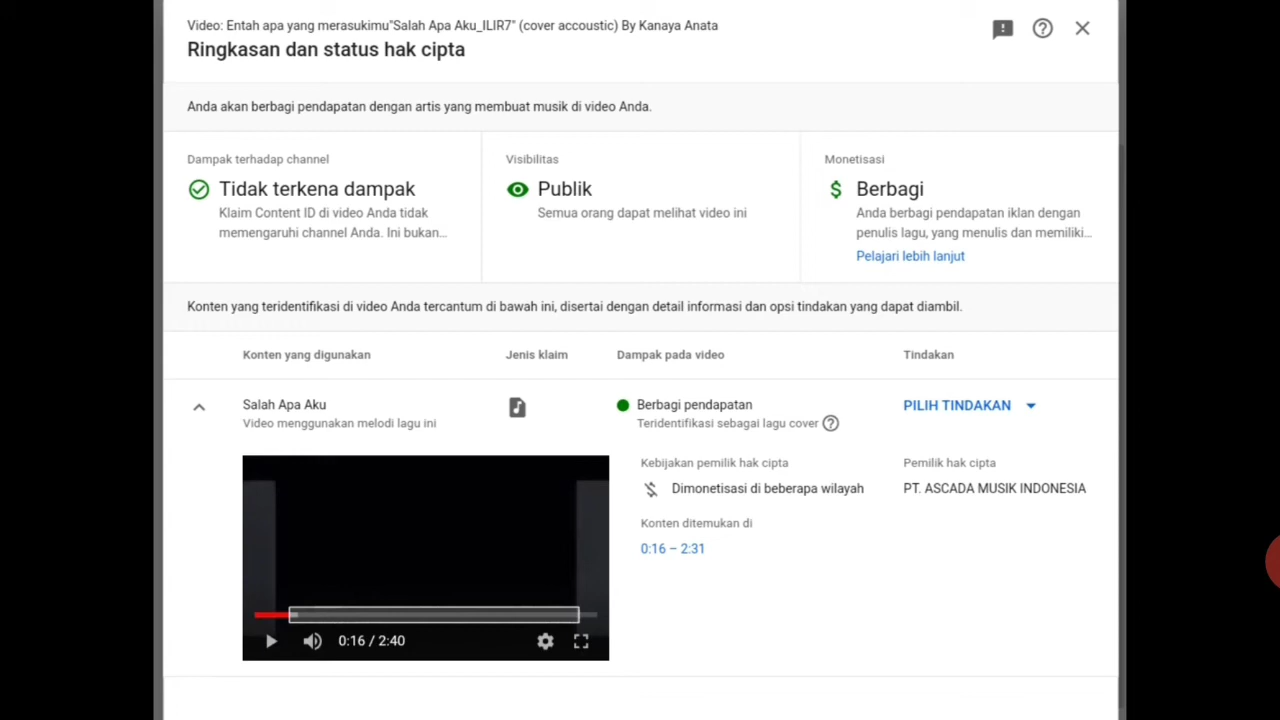 Video: Entah apa yang merasukimu"Salah Apa Aku_ILIR7" (cover accoustic) By Kanaya Anata
Ringkasan dan status hak cipta
Anda akan berbagi pendapatan dengan artis yang membuat musik di video Anda.
Dampak terhadap channel
Tidak terkena dampak
Klaim Content ID di video Anda tidak
memengaruhi channel Anda. Ini bukan...
Visibilitas
Publik
Semua orang dapat melihat video ini
Monetisasi
Berbagi
Anda berbagi pendapatan iklan dengan
penulis lagu, yang menulis dan memiliki...
Pelajari lebih lanjut
Konten yang teridentifikasi di video Anda tercantum di bawah ini, disertai dengan detail informasi dan opsi tindakan yang dapat diambil.
Konten yang digunakan
Jenis klaim
Dampak pada video
Tindakan
Salah Apa Aku
Video menggunakan melodi lagu ini
Berbagi pendapatan
Teridentifikasi sebagai lagu cover
PILIH TINDAKAN
Kebijakan pemilik hak cipta
Dimonetisasi di beberapa wilayah
Pemilik hak cipta
PT. ASCADA MUSIK INDONESIA
Konten ditemukan di
0:16 – 2:31
0:16 / 2:40